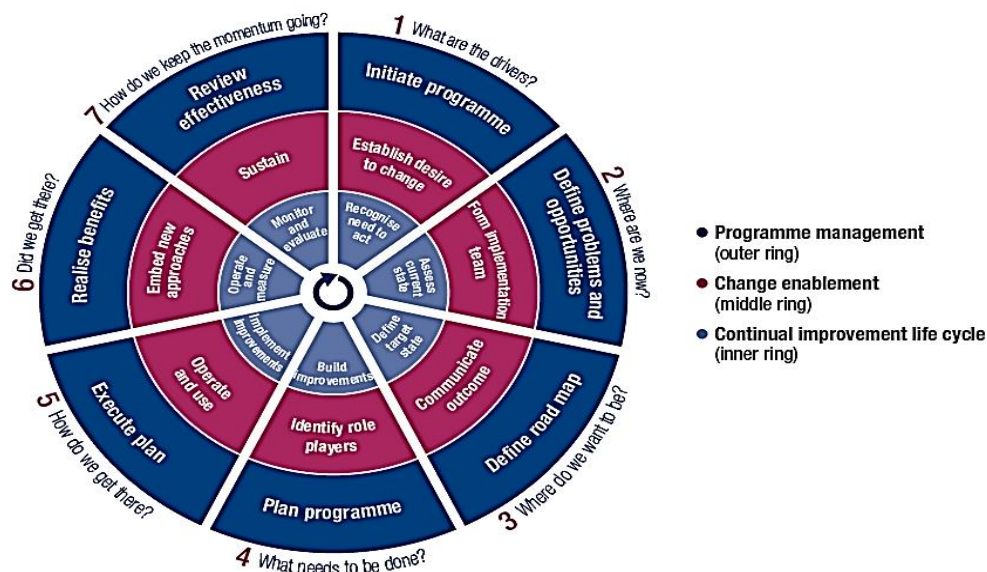 1 What are the drivers?
Initiate programme
Establish desire
to change
Recognise
need to
act
2 Where are we now?
Define problems and
opportunities
Form implementation
team
Assess
current
state
3 Where do we want to be?
Define road map
Communicate
outcome
Define
target
state
4 What needs to be done?
Plan programme
Identify role
players
Build
improvements
5 How do we get there?
Execute plan
Operate
and use
Implement
improvements
6 Did we get there?
Realise benefits
Embed new
approaches
Operate
and
measure
7 How do we keep the momentum going?
Review
effectiveness
Sustain
Monitor
and
evaluate
Programme management
(outer ring)
Change enablement
(middle ring)
Continual improvement life cycle
(inner ring)